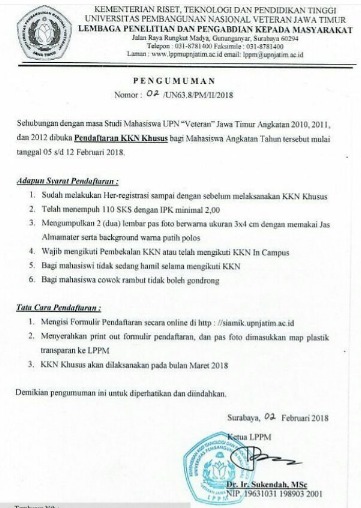 KEMENTERIAN RISET, TEKNOLOGI DAN PENDIDIKAN TINGGI
UNIVERSITAS PEMBANGUNAN NASIONAL VETERAN JAWA TIMUR
LEMBAGA PENELITIAN DAN PENGABDIAN KEPADA MASYARAKAT
Jalan Raya Rungkut Madya, Gununganyar, Surabaya 60294
Telepon : 031-8781400 Faksimile : 031-8781400
Laman : www.lppmupnjatim.ac.id email: lppm@upnjatim.ac.id
PENGUMUMAN
Nomor : 02 /UN63.8/PM/II/2018
Sehubungan dengan masa Studi Mahasiswa UPN "Veteran" Jawa Timur Angkatan 2010, 2011,
dan 2012 dibuka Pendaftaran KKN Khusus bagi Mahasiswa Angkatan Tahun tersebut mulai
tanggal 05 s/d 12 Februari 2018.
Adapun Syarat Pendaftaran :
1. Sudah melakukan Her-registrasi sampai dengan sebelum melaksanakan KKN Khusus
2. Telah menempuh 110 SKS dengan IPK minimal 2,00
3. Mengumpulkan 2 (dua) lembar pas foto berwarna ukuran 3x4 cm dengan memakai Jas
Almamater serta background warna putih polos
4. Wajib mengikuti Pembekalan KKN atau telah mengikuti KKN In Campus
5. Bagi mahasiswi tidak sedang hamil selama mengikuti KKN
6. Bagi mahasiswa cowok rambut tidak boleh gondrong
Tata Cara Pendaftaran :
1. Mengisi Formulir Pendaftaran secara online di http : //siamik.upnjatim.ac.id
2. Menyerahkan print out formulir pendaftaran, dan pas foto dimasukkan map plastik
transparan ke LPPM
3. KKN Khusus akan dilaksanakan pada bulan Maret 2018
Demikian pengumuman ini untuk diperhatikan dan diindahkan.
Surabaya, 02 Februari 2018
Ketua LPPM
LPPM
Dr. Ir. Sukendah, MSc
NIP. 19631031 198903 2001